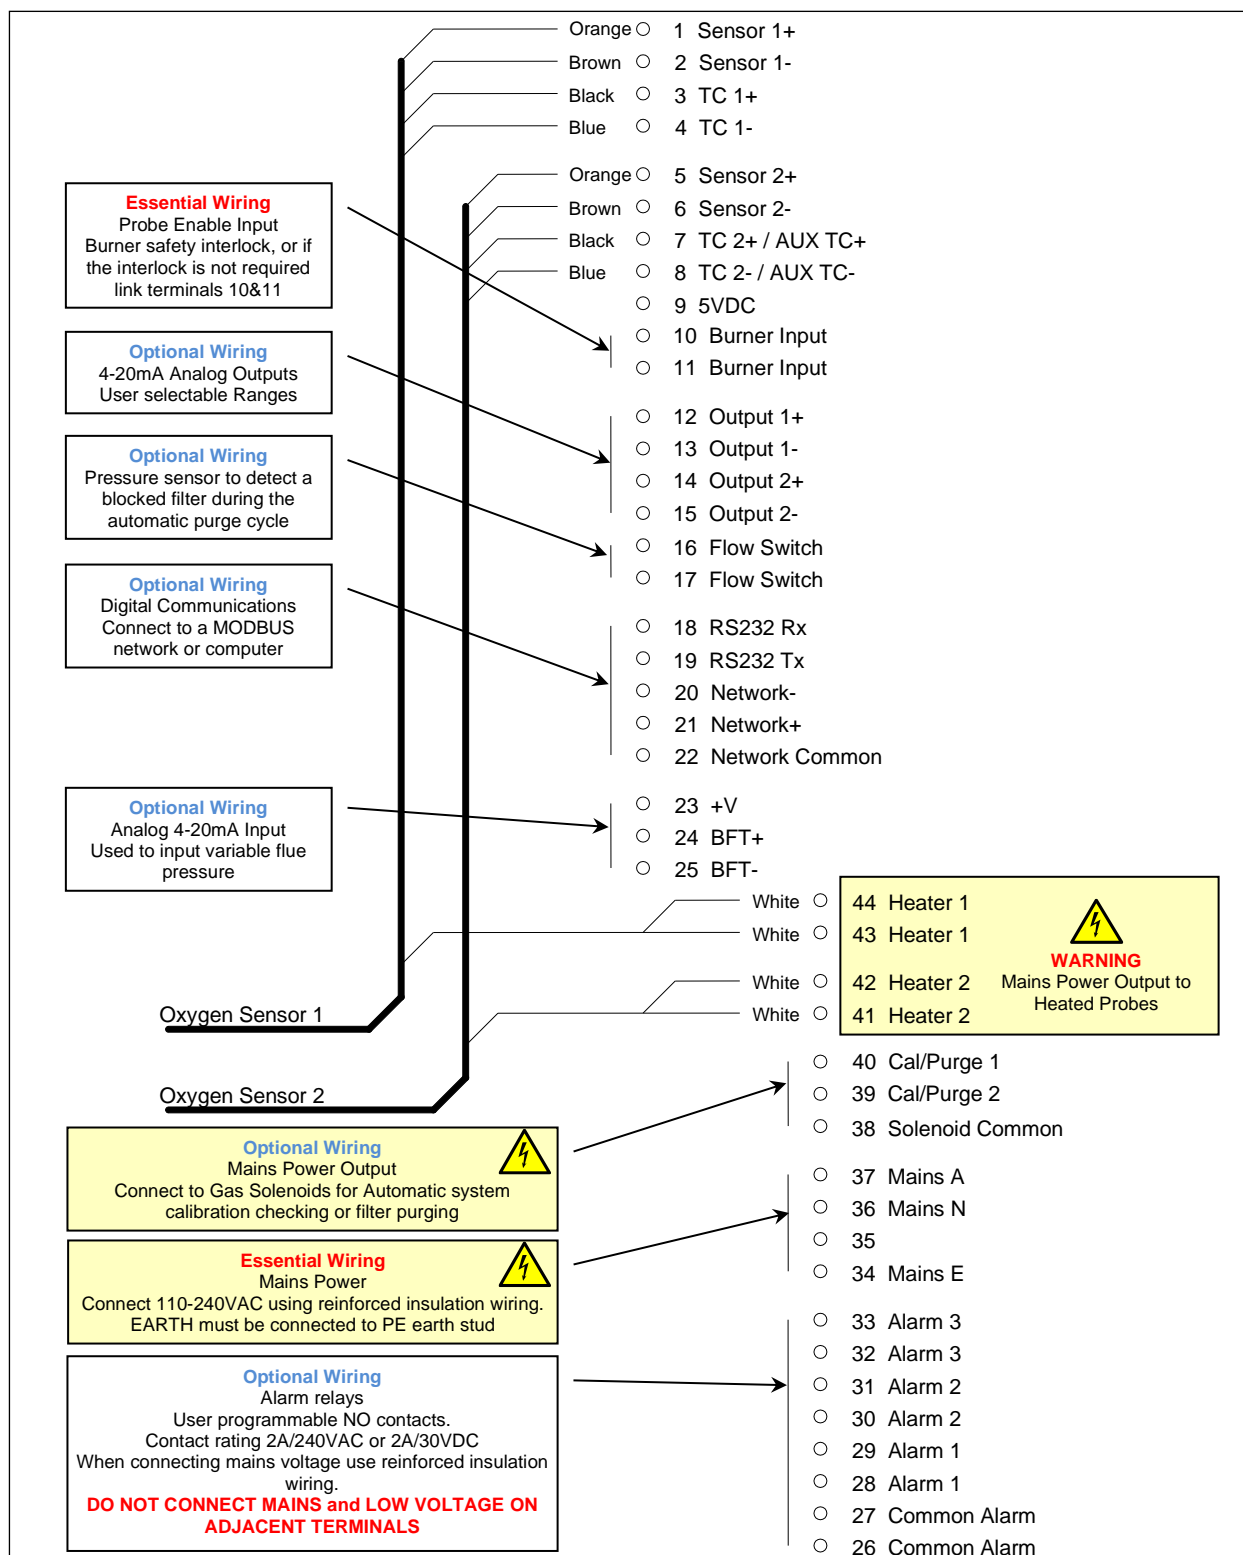 Orange 1 Sensor 1+
Brown 2 Sensor 1-
Black 3 TC 1+
Blue 4 TC 1-
Orange 5 Sensor 2+
Brown 6 Sensor 2-
Black 7 TC 2+ / AUX TC+
Blue 8 TC 2- / AUX TC-
9 5VDC
10 Burner Input
11 Burner Input
12 Output 1+
13 Output 1-
14 Output 2+
15 Output 2-
16 Flow Switch
17 Flow Switch
18 RS232 Rx
19 RS232 Tx
20 Network-
21 Network+
22 Network Common
23 +V
24 BFT+
25 BFT-
Essential Wiring
Probe Enable Input
Burner safety interlock, or if
the interlock is not required
link terminals 10&11
Optional Wiring
4-20mA Analog Outputs
User selectable Ranges
Optional Wiring
Pressure sensor to detect a
blocked filter during the
automatic purge cycle
Optional Wiring
Digital Communications
Connect to a MODBUS
network or computer
Optional Wiring
Analog 4-20mA Input
Used to input variable flue
pressure
White 44 Heater 1
White 43 Heater 1
White 42 Heater 2
White 41 Heater 2
WARNING
Mains Power Output to
Heated Probes
Oxygen Sensor 1
Oxygen Sensor 2
40 Cal/Purge 1
39 Cal/Purge 2
38 Solenoid Common
37 Mains A
36 Mains N
35
34 Mains E
33 Alarm 3
32 Alarm 3
31 Alarm 2
30 Alarm 2
29 Alarm 1
28 Alarm 1
27 Common Alarm
26 Common Alarm
Optional Wiring
Mains Power Output
Connect to Gas Solenoids for Automatic system
calibration checking or filter purging
Essential Wiring
Mains Power
Connect 110-240VAC using reinforced insulation wiring.
EARTH must be connected to PE earth stud
Optional Wiring
Alarm relays
User programmable NO contacts.
Contact rating 2A/240VAC or 2A/30VDC
When connecting mains voltage use reinforced insulation
wiring.
DO NOT CONNECT MAINS and LOW VOLTAGE ON
ADJACENT TERMINALS